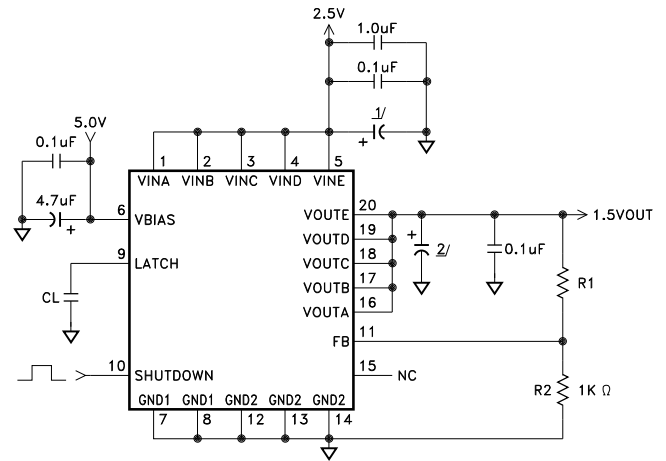 2.5V
1.0uF
0.1uF
1/
+
5.0V
0.1uF
4.7uF
+
1 2 3 4 5
VINA VINB VINC VIND VINE
6 VBIAS
9 LATCH
CL
10 SHUTDOWN
VOUTE 20
VOUTD 19
VOUTC 18
VOUTB 17
VOUTA 16
FB 11
15 NC
1.5VOUT
+
2/
0.1uF
R1
R2 1K Ω
GND1 GND1 GND2 GND2 GND2
7 8 12 13 14